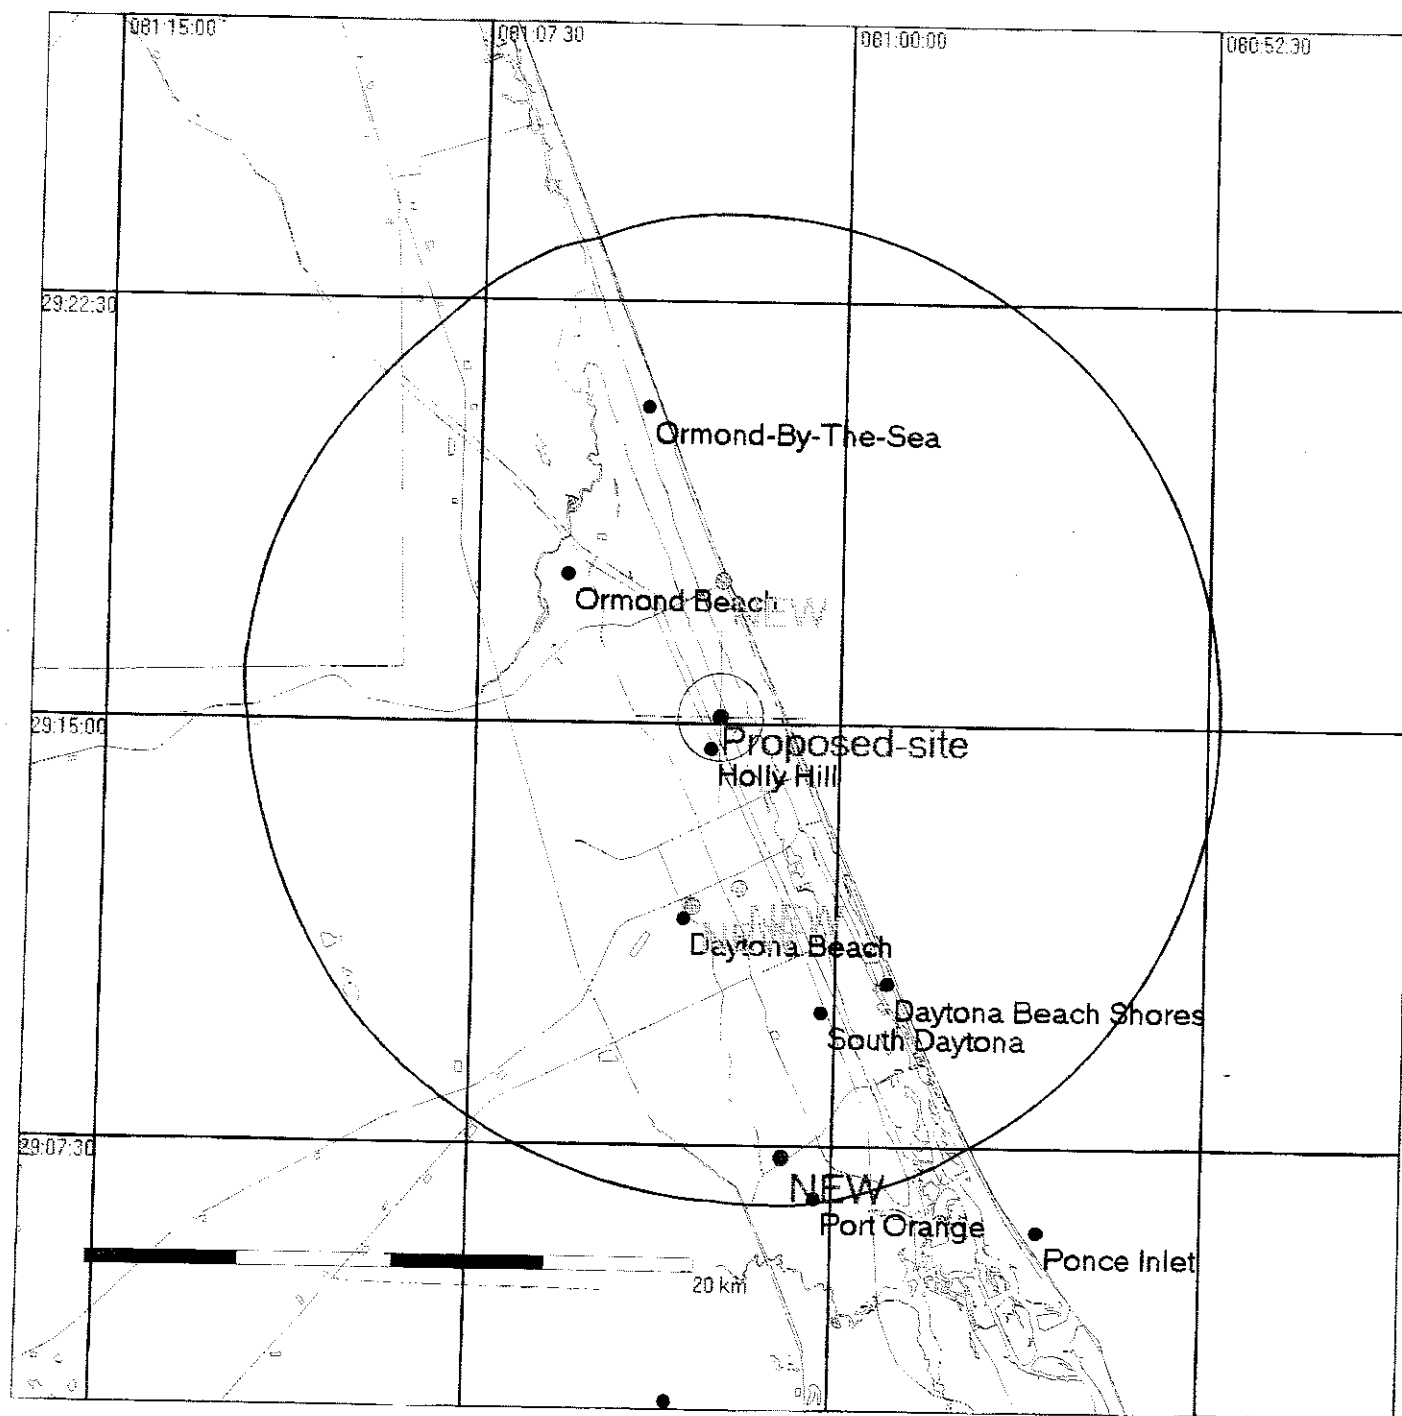 081:15:00
081:07:30
081:00:00
080:52:30
29:22:30
Ormond-By-The-Sea
Ormond Beach
NEW
29:15:00
Proposed-site
Holly Hill
NEW
Daytona Beach
Daytona Beach Shores
South Daytona
29:07:30
NEW
Port Orange
Ponce Inlet
20 km